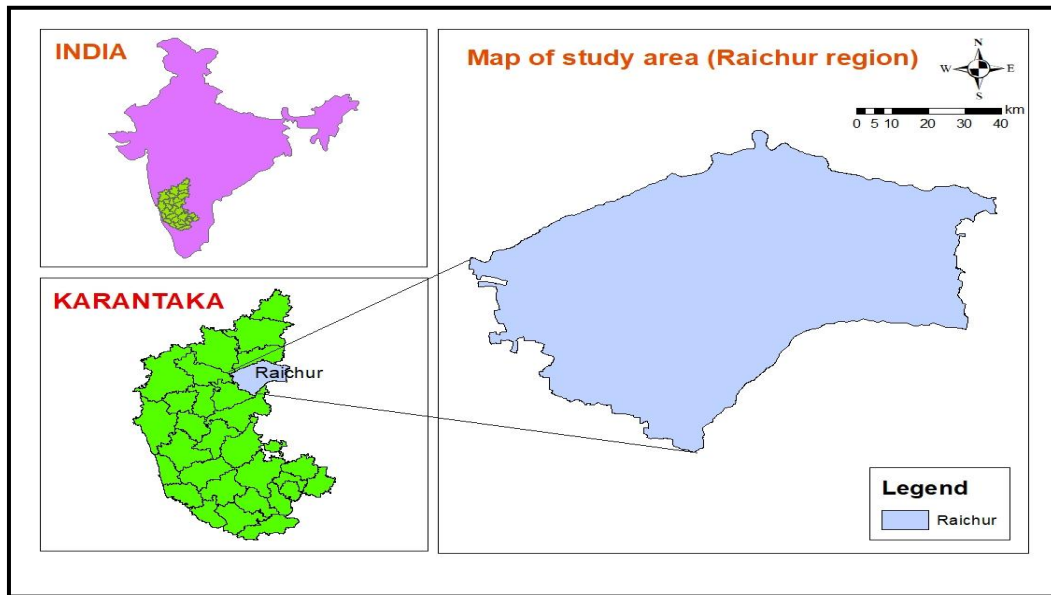 INDIA
Map of study area (Raichur region)
N
W E
S
km
0 5 10 20 30 40
KARANTAKA
Raichur
Legend
Raichur